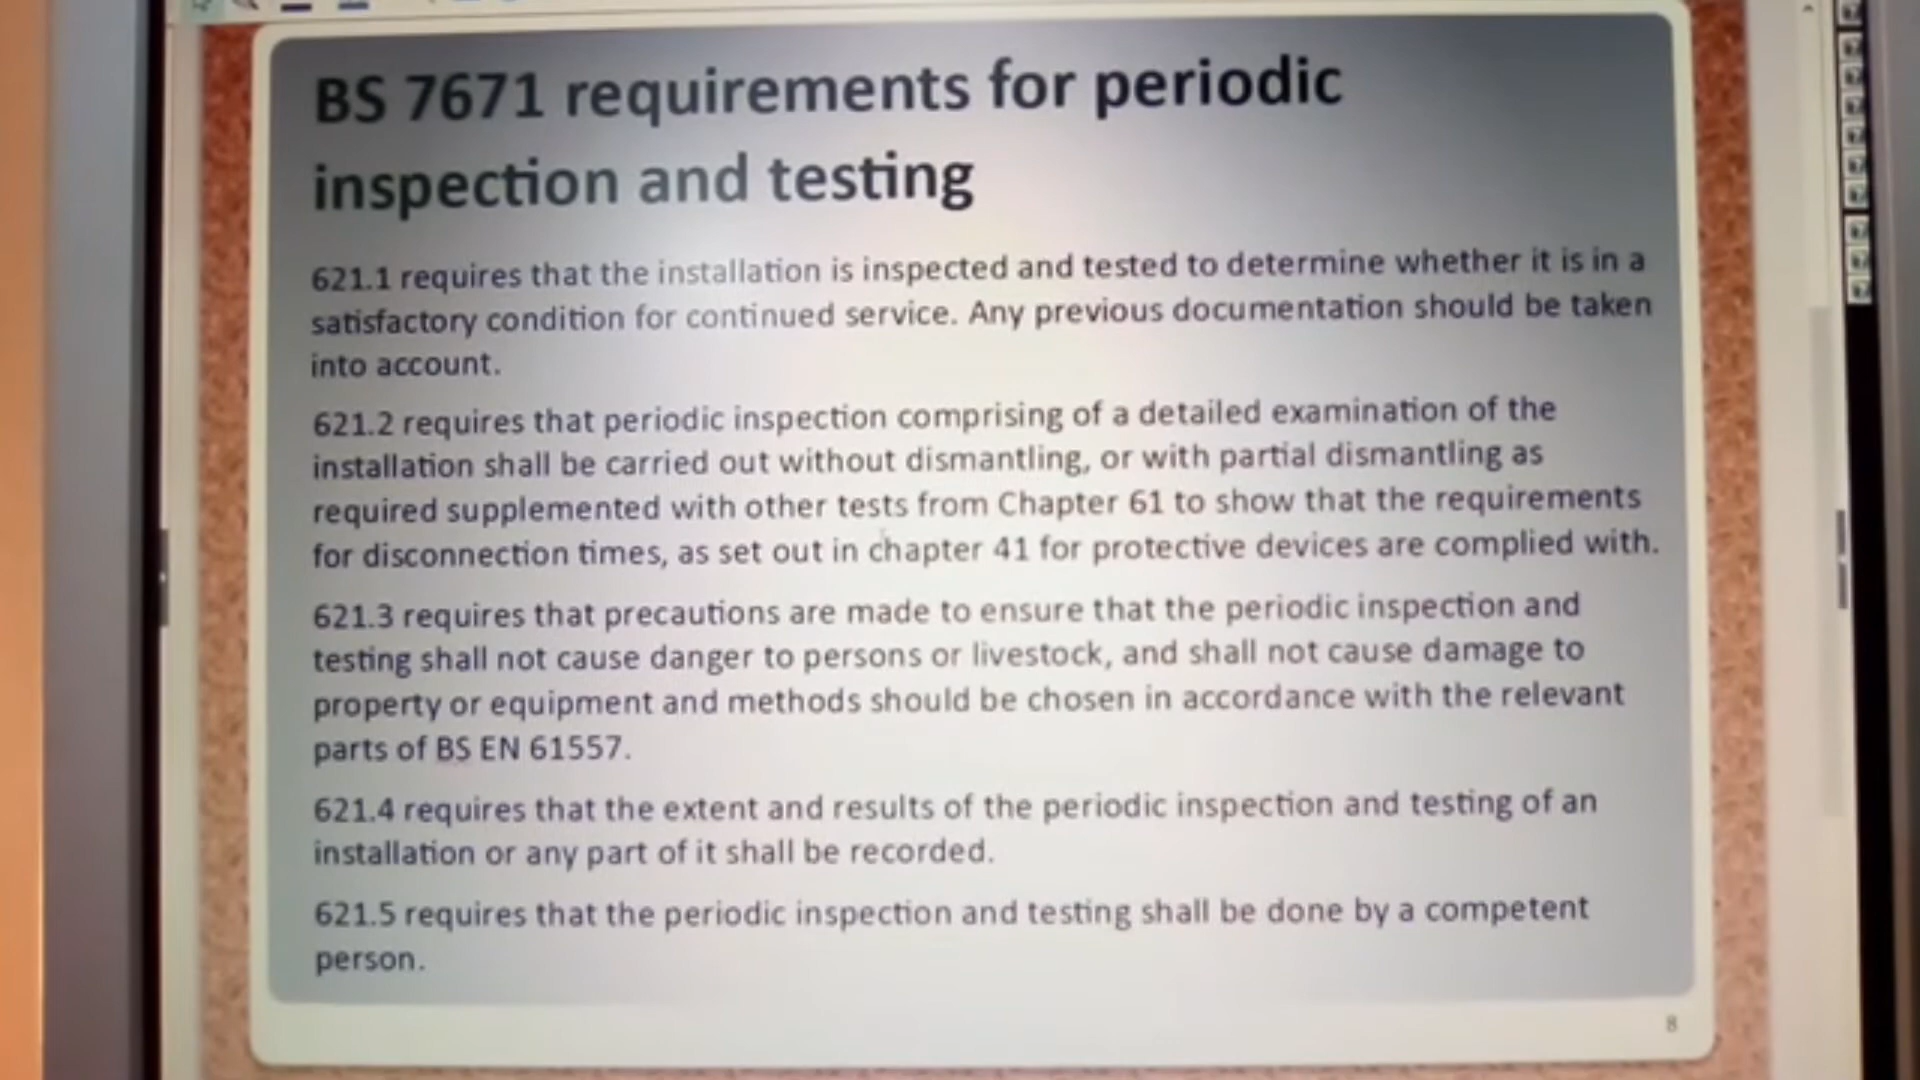 BS 7671 requirements for periodic
inspection and testing
621.1 requires that the installation is inspected and tested to determine whether it is in a
satisfactory condition for continued service. Any previous documentation should be taken
into account.
621.2 requires that periodic inspection comprising of a detailed examination of the
installation shall be carried out without dismantling, or with partial dismantling as
required supplemented with other tests from Chapter 61 to show that the requirements
for disconnection times, as set out in chapter 41 for protective devices are complied with.
621.3 requires that precautions are made to ensure that the periodic inspection and
testing shall not cause danger to persons or livestock, and shall not cause damage to
property or equipment and methods should be chosen in accordance with the relevant
parts of BS EN 61557.
621.4 requires that the extent and results of the periodic inspection and testing of an
installation or any part of it shall be recorded.
621.5 requires that the periodic inspection and testing shall be done by a competent
person.
8